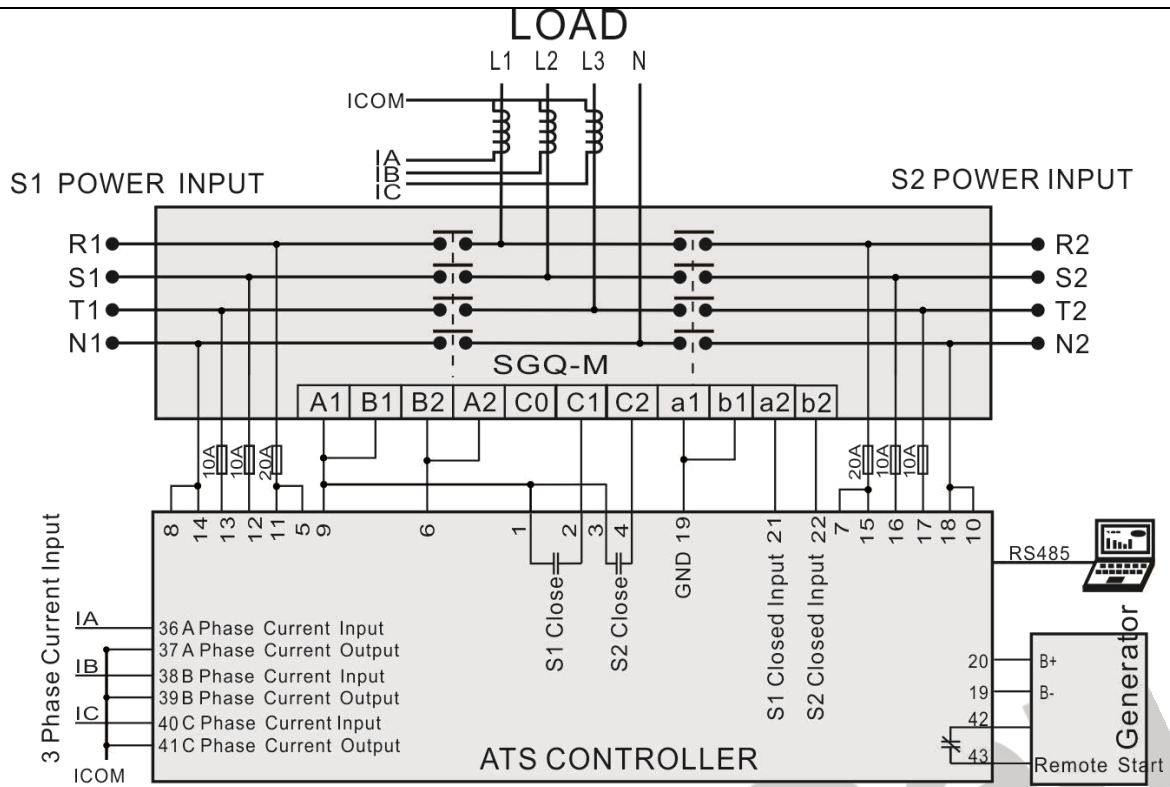 LOAD
L1 L2 L3 N
ICOM
IA
IB
IC
S1 POWER INPUT
S2 POWER INPUT
R1
R2
S1
S2
T1
T2
N1
N2
SGQ-M
A1 B1 B2 A2 C0 C1 C2 a1 b1 a2 b2
10A 10A 20A
20A 10A 10A
8 14 13 12 11 5 9 6 1 2 3 4 GND 19 S1 Closed Input 21 S2 Closed Input 22 7 15 16 17 18 10
S1 Close
S2 Close
RS485
3 Phase Current Input
IA
36 A Phase Current Input
37 A Phase Current Output
IB
38 B Phase Current Input
39 B Phase Current Output
IC
40 C Phase Current Input
41 C Phase Current Output
ICOM
ATS CONTROLLER
20 B+
19 B-
42
43 Remote Start
Generator